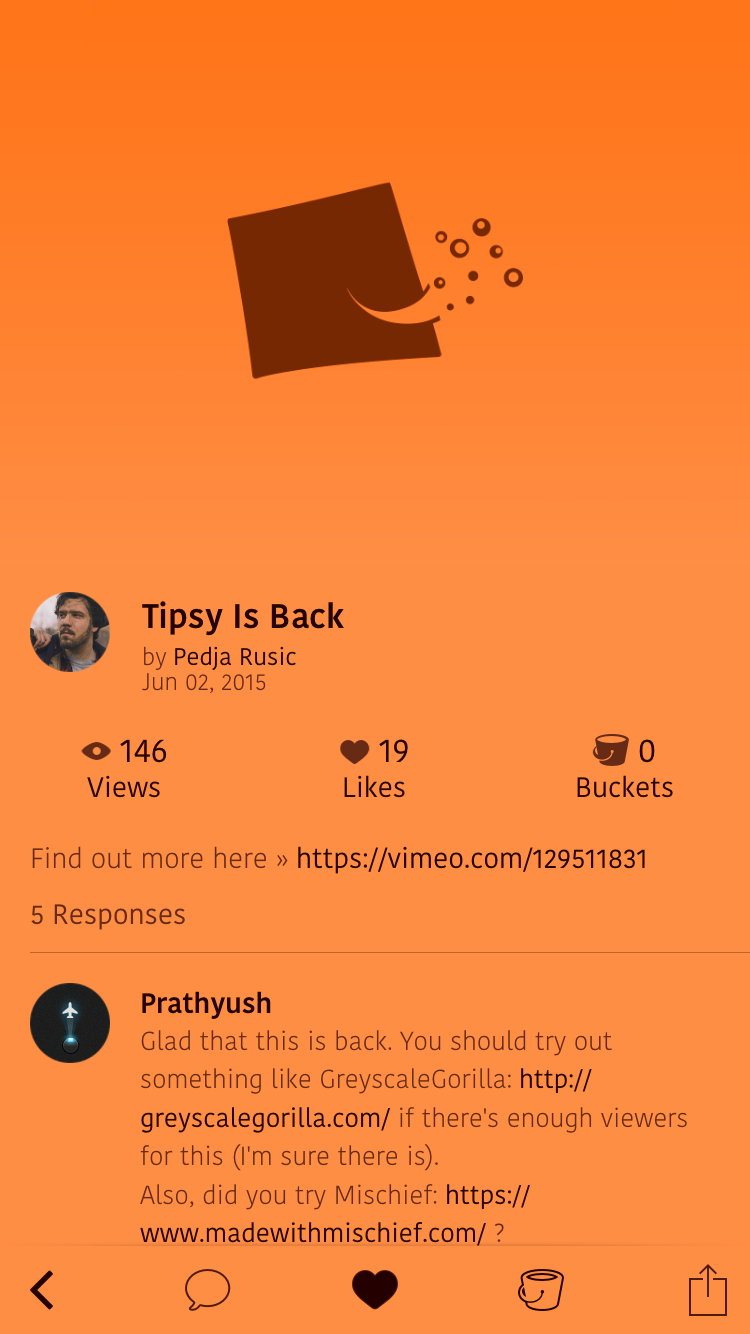 Tipsy Is Back
by Pedja Rusic
Jun 02, 2015
146
Views
19
Likes
0
Buckets
Find out more here » https://vimeo.com/129511831
5 Responses
Prathyush
Glad that this is back. You should try out
something like GreyscaleGorilla: http://
greyscalegorilla.com/ if there's enough viewers
for this (I'm sure there is).
Also, did you try Mischief: https://
www.madewithmischief.com/ ?